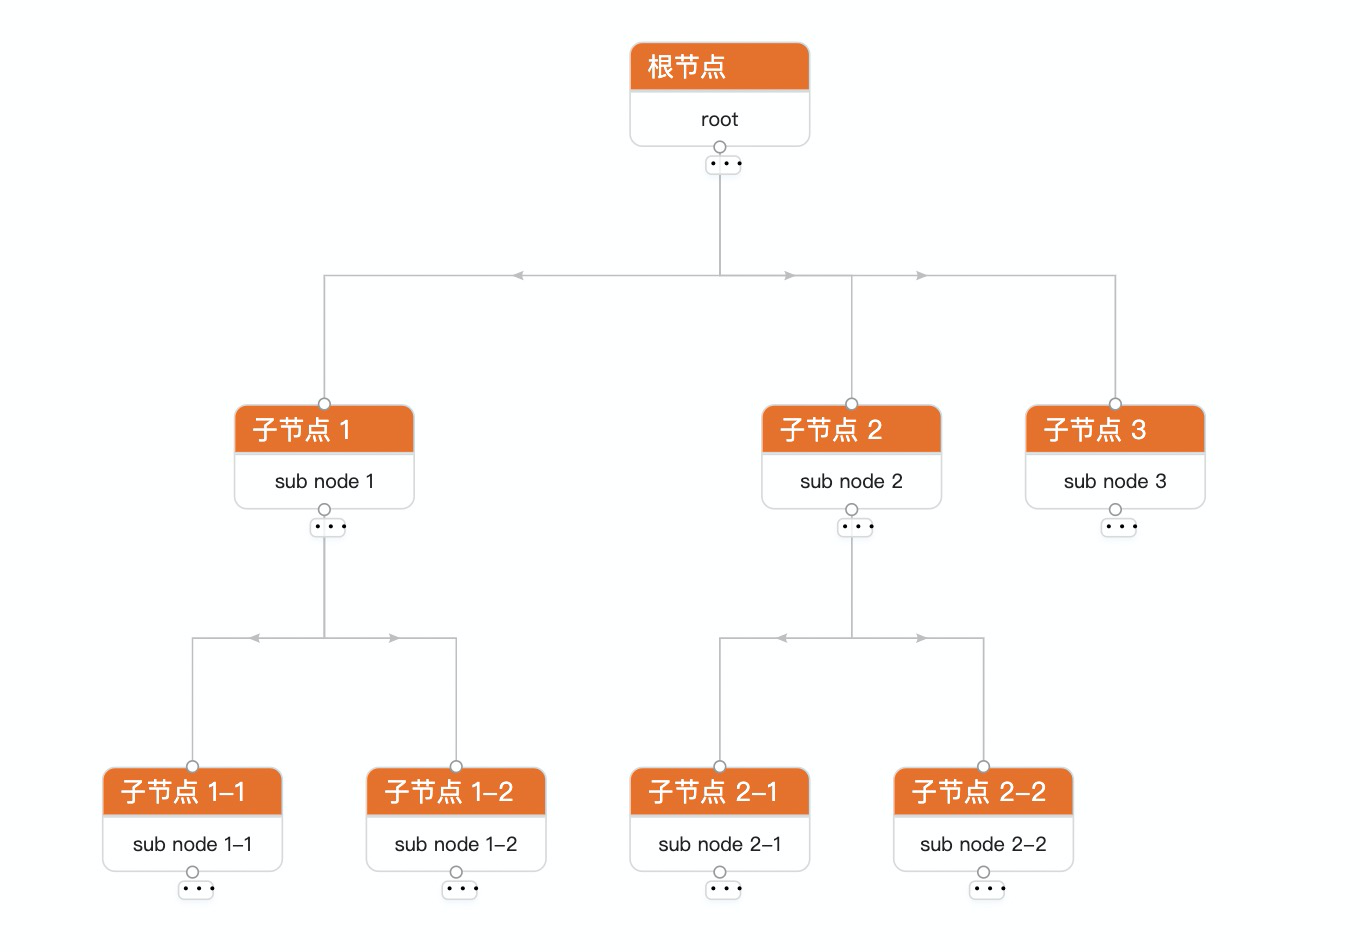 根节点
root
子节点 1
sub node 1
子节点 2
sub node 2
子节点 3
sub node 3
子节点 1-1
sub node 1-1
子节点 1-2
sub node 1-2
子节点 2-1
sub node 2-1
子节点 2-2
sub node 2-2